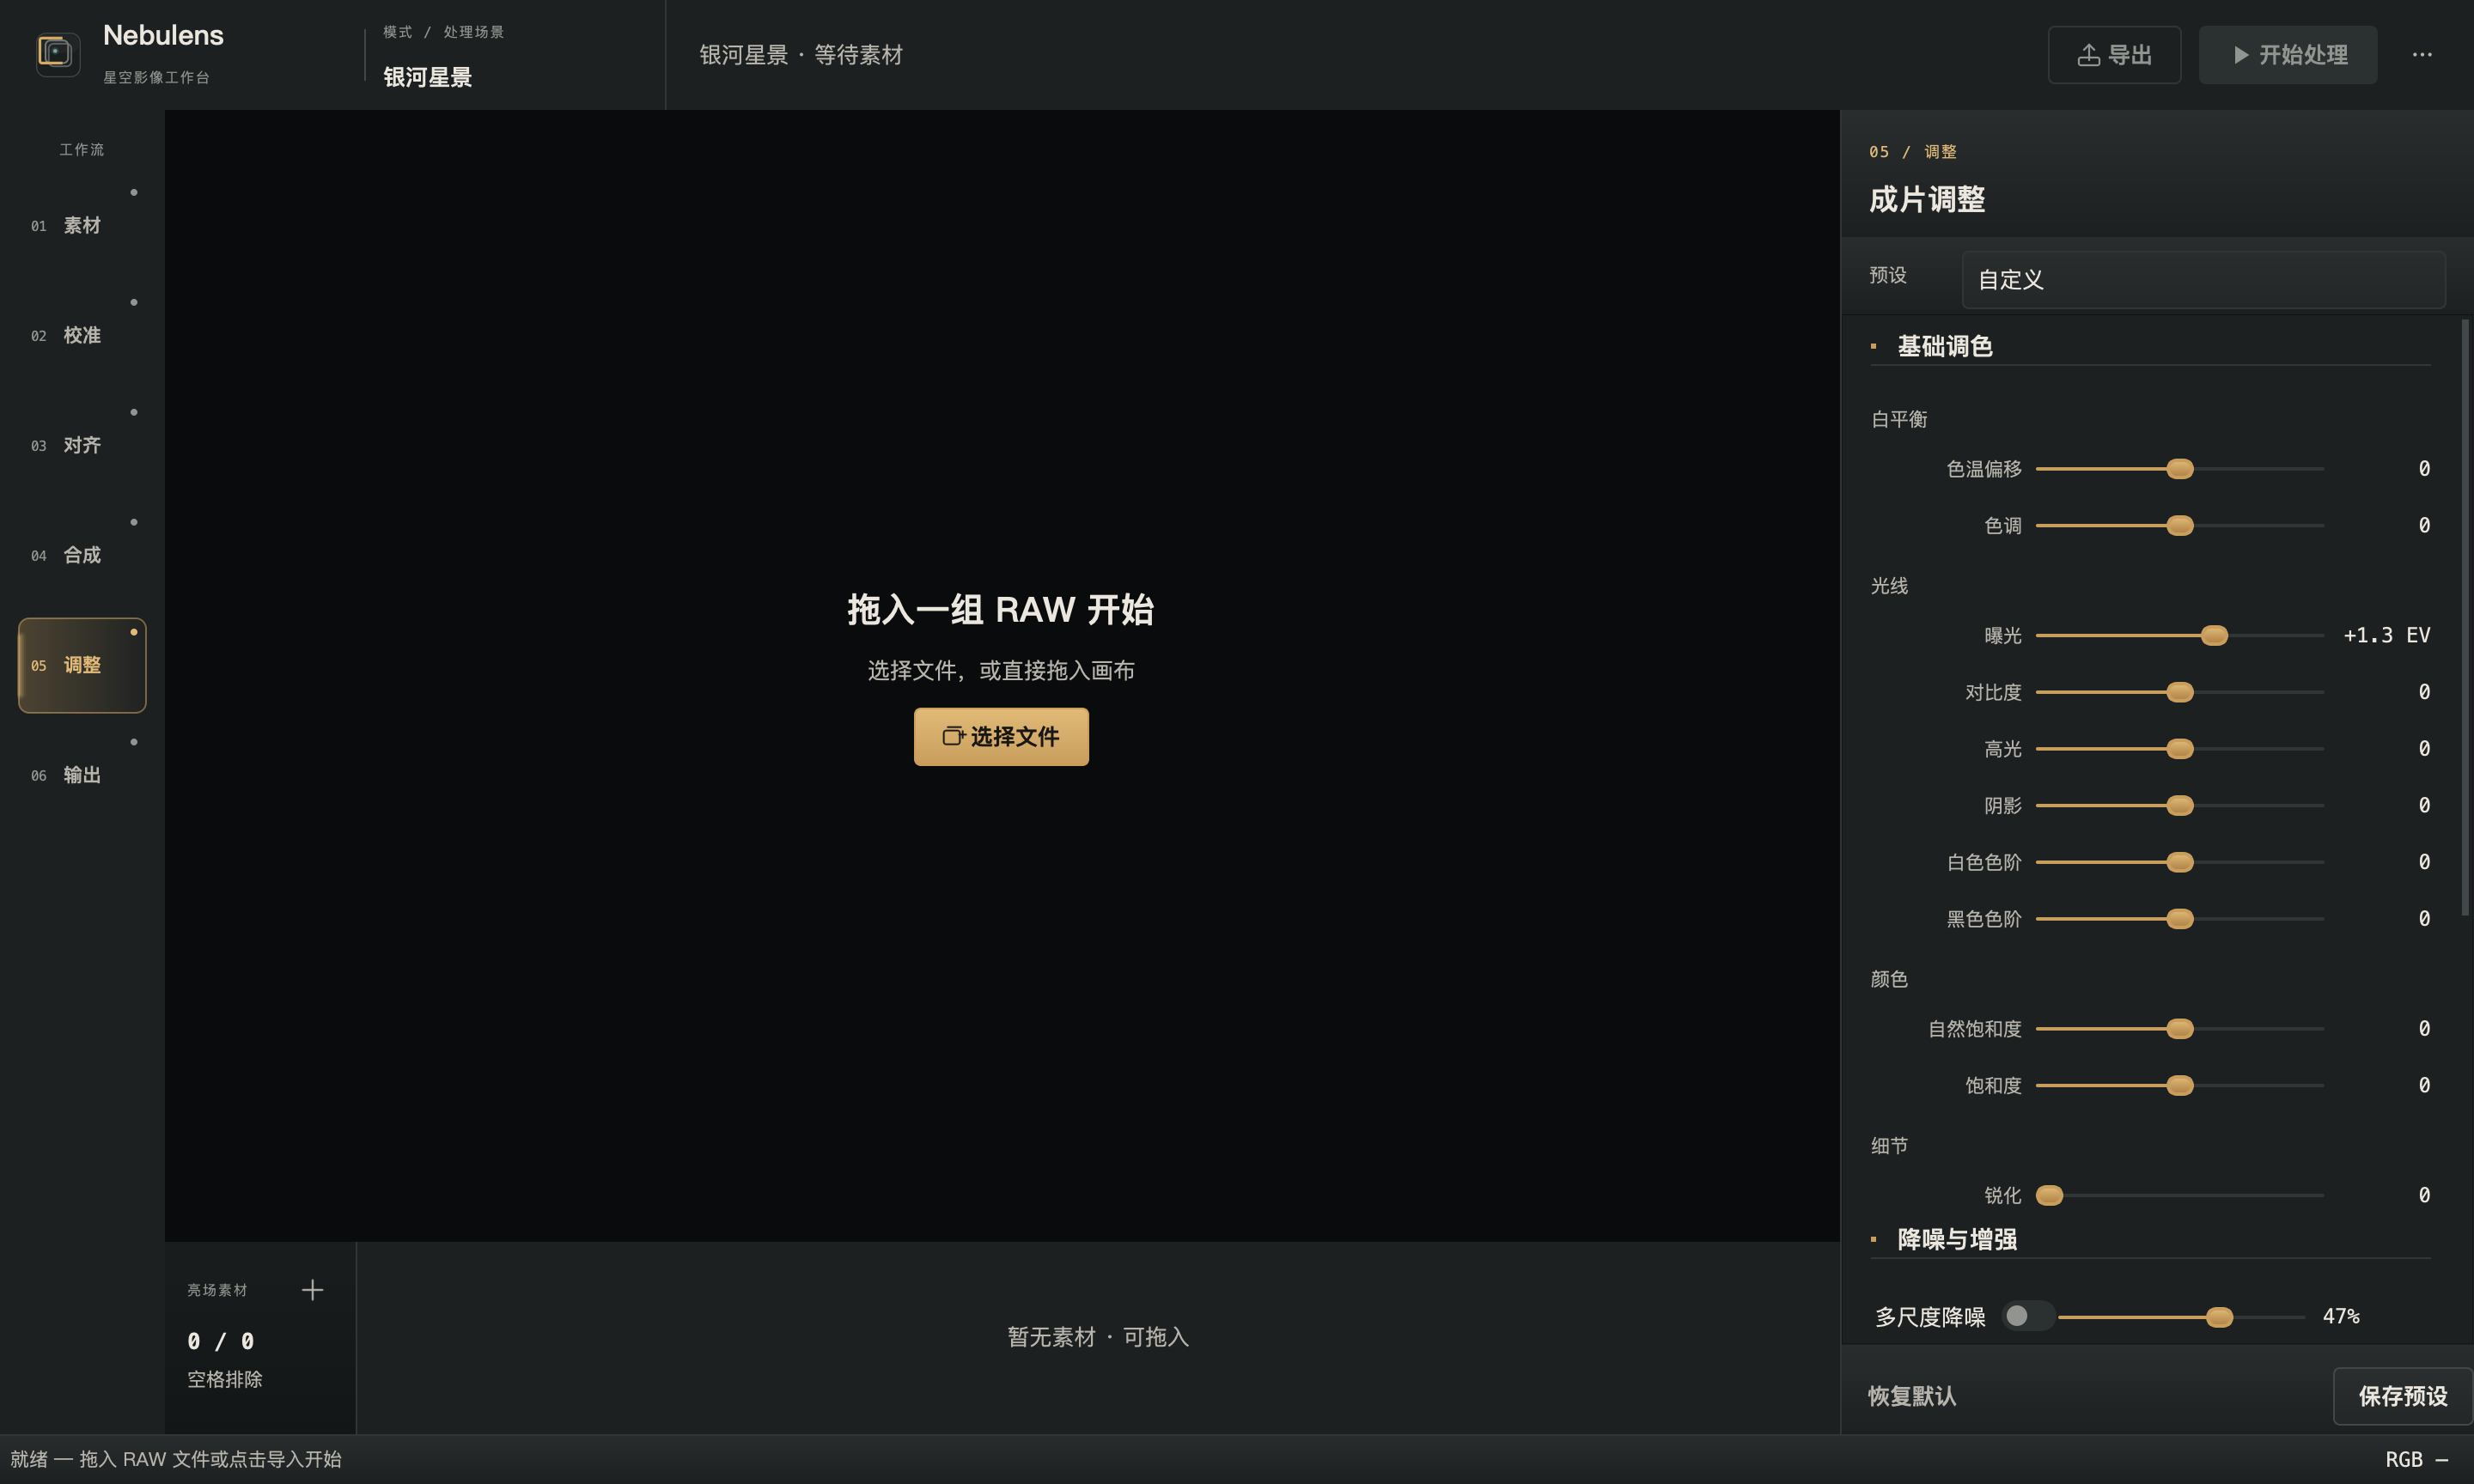 Nebulens
星空影像工作台
模式 / 处理场景
银河星景
银河星景 · 等待素材
导出
开始处理
工作流
01 素材
02 校准
03 对齐
04 合成
05 调整
06 输出
拖入一组 RAW 开始
选择文件，或直接拖入画布
选择文件
亮场素材
0 / 0
空格排除
暂无素材 · 可拖入
05 / 调整
成片调整
预设 自定义
基础调色
白平衡
色温偏移 0
色调 0
光线
曝光 +1.3 EV
对比度 0
高光 0
阴影 0
白色色阶 0
黑色色阶 0
颜色
自然饱和度 0
饱和度 0
细节
锐化 0
降噪与增强
多尺度降噪 47%
恢复默认 保存预设
就绪 — 拖入 RAW 文件或点击导入开始
RGB —